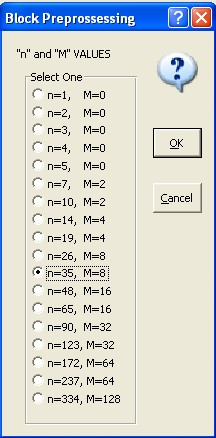 Block Preprossessing
"n" and "M" VALUES
Select One
n=1, M=0
n=2, M=0
n=3, M=0
n=4, M=0
n=5, M=0
n=7, M=2
n=10, M=2
n=14, M=4
n=19, M=4
n=26, M=8
n=35, M=8
n=48, M=16
n=65, M=16
n=90, M=32
n=123, M=32
n=172, M=64
n=237, M=64
n=334, M=128
OK
Cancel